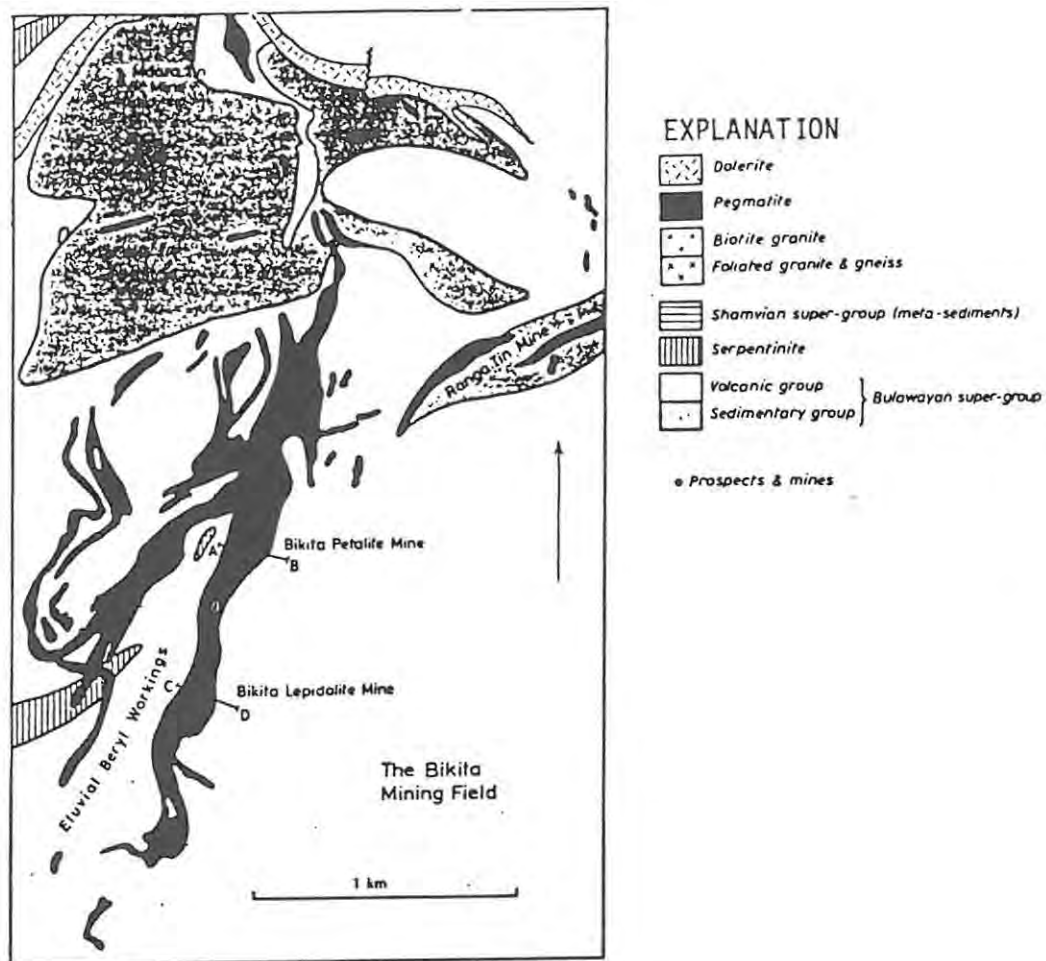 Tin
Mine
Ranga Tin Mine
A
Bikita Petalite Mine
B
C
Bikita Lepidolite Mine
D
Eluvial Beryl Workings
The Bikita
Mining Field
1 km
EXPLANATION
Dolerite
Pegmatite
Biotite granite
Foliated granite & gneiss
Shamvian super-group (meta-sediments)
Serpentinite
Volcanic group
Sedimentary group
Bulawayan super-group
Prospects & mines